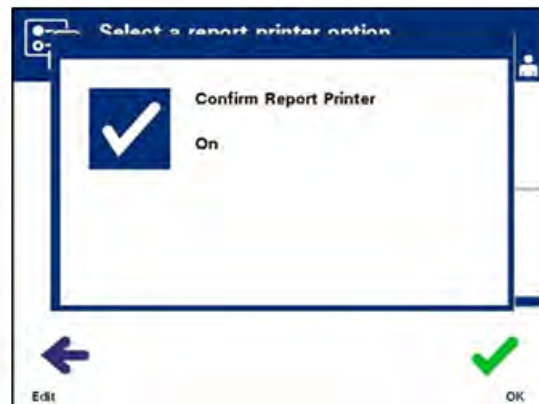 Select a report printer option
Confirm Report Printer
On
Edit
OK